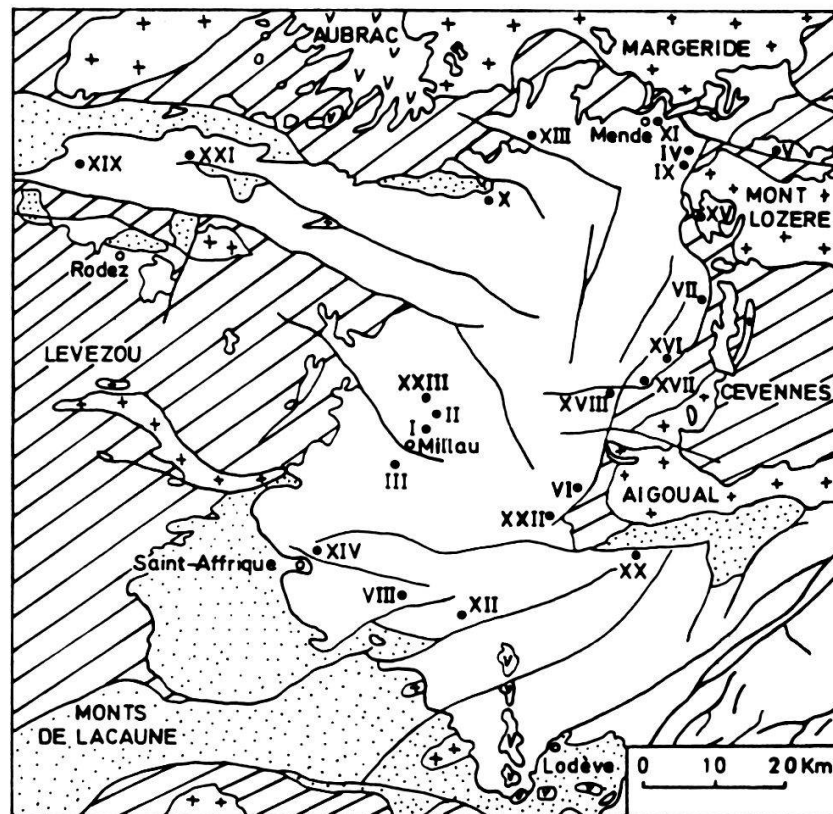 AUBRAC
MARGERIDE
XIII
Mende
XI
IV
V
IX
XIX
XXI
X
MONT
LOZERE
XV
Rodez
VII
LEVEZOU
XVI
XXIII
XVII
XVIII
CEVENNES
II
I
Millau
III
VI
AIGOUAL
XXII
XIV
Saint-Affrique
XX
VIII
XII
MONTS
DE LACAUNE
Lodève
0 10 20 Km